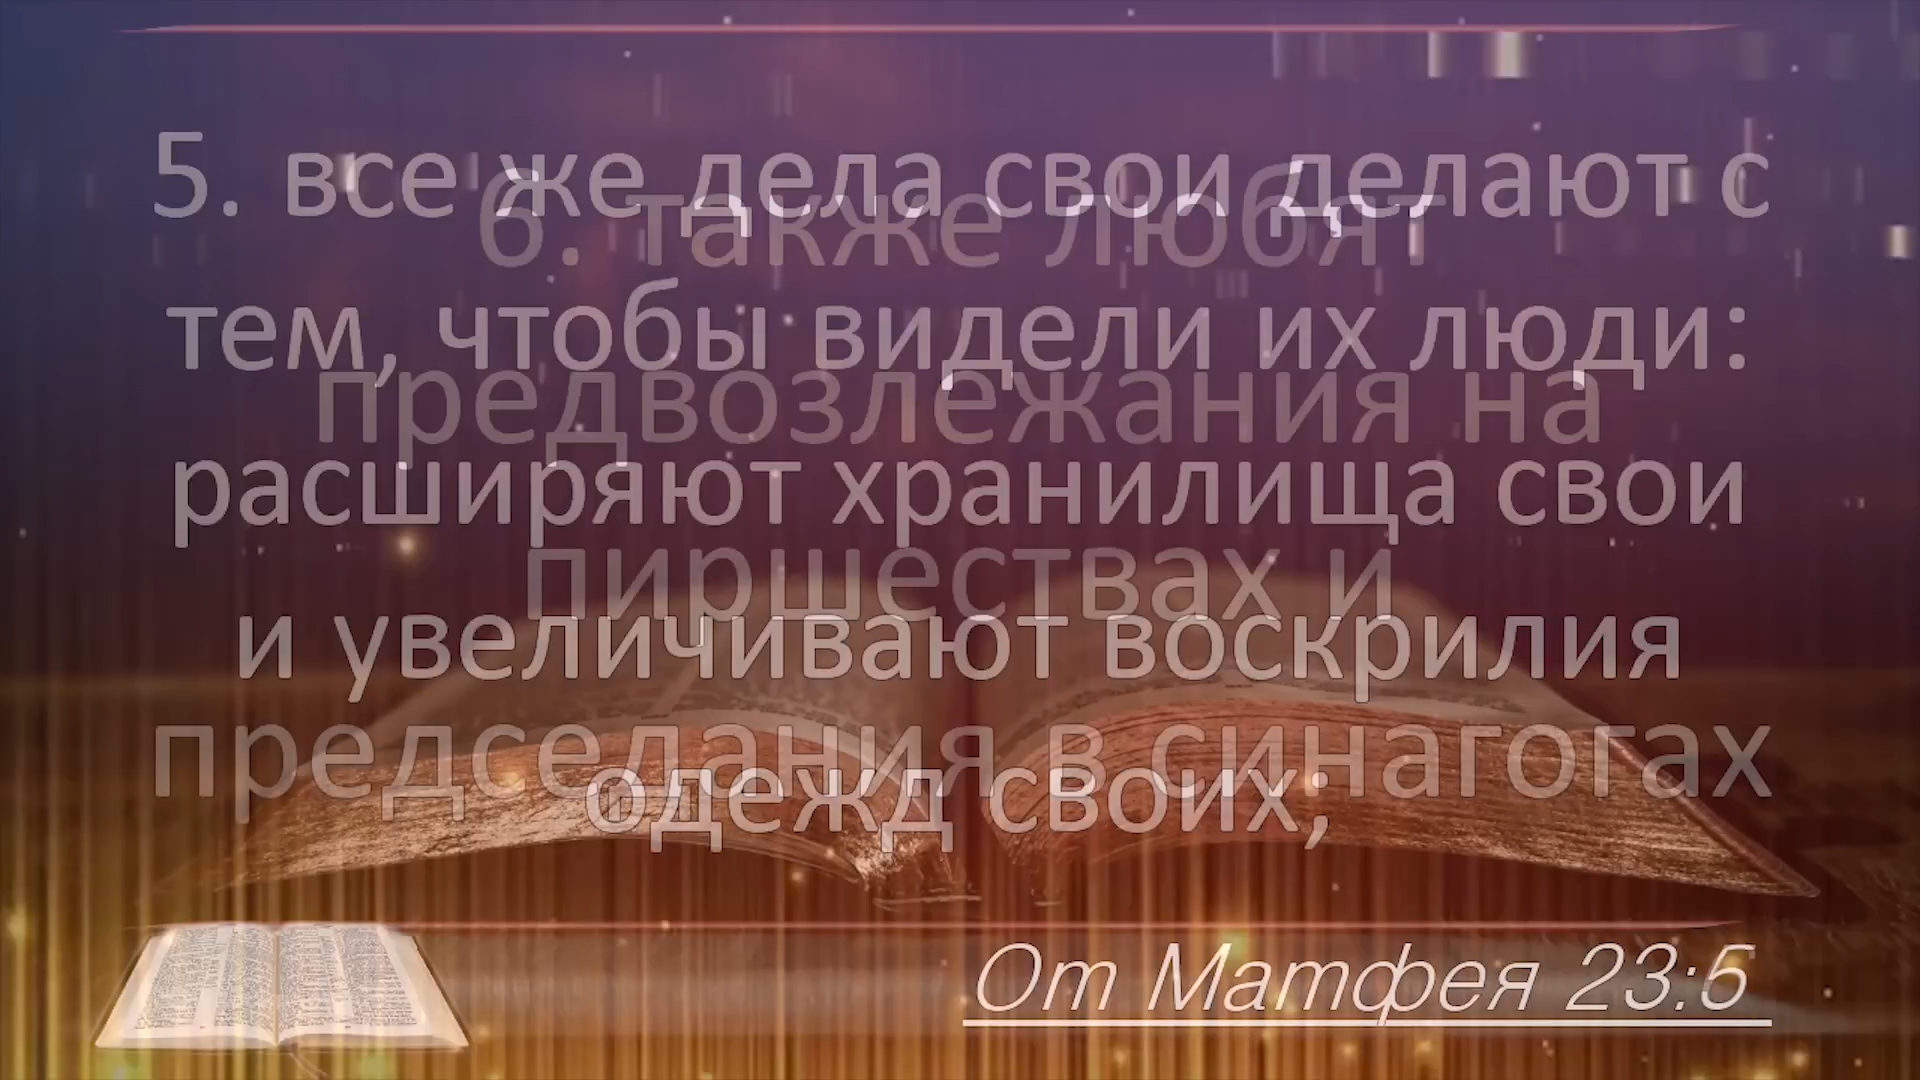 5. все же дела свои делают с
тем, чтобы видели их люди:
расширяют хранилища свои
и увеличивают воскрилия
одежд своих;
6. также любят
предвозлежания на
пиршествах и
председания в синагогах
От Матфея 23:5